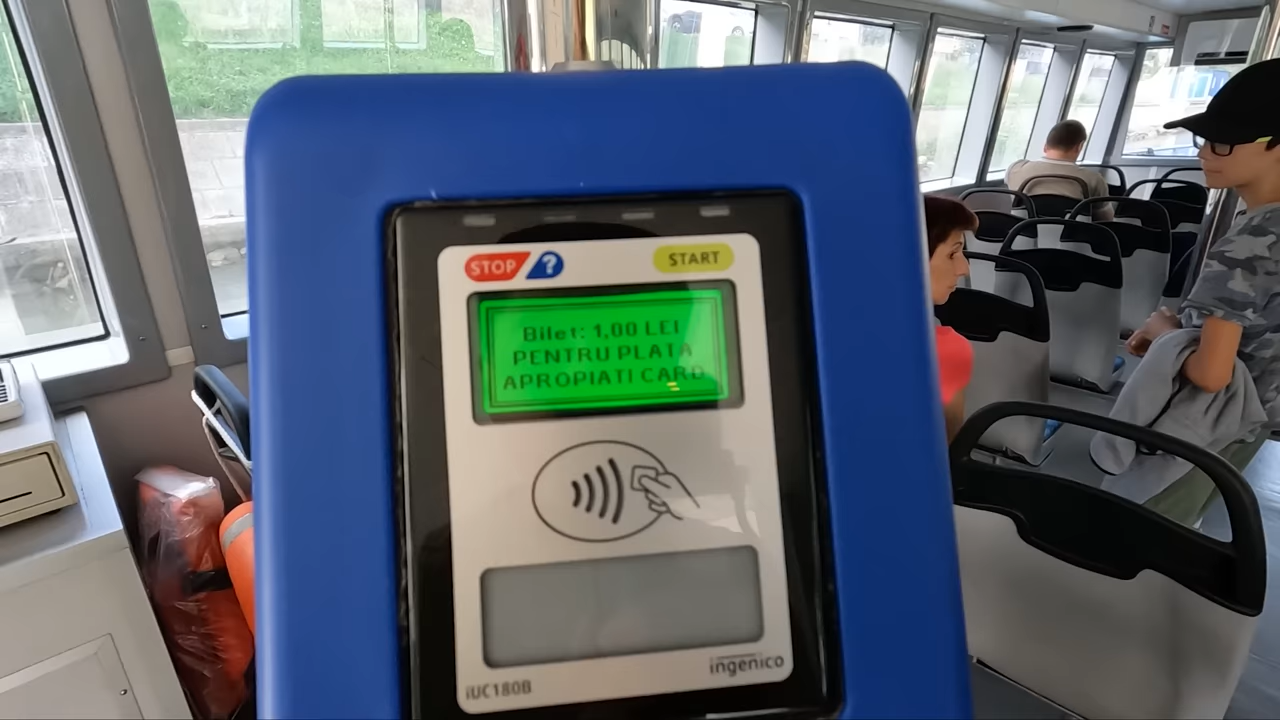 STOP ? START
Bilet: 1,00 LEI
PENTRU PLATA
APROPIATI CARD
ingenico
iUC180B